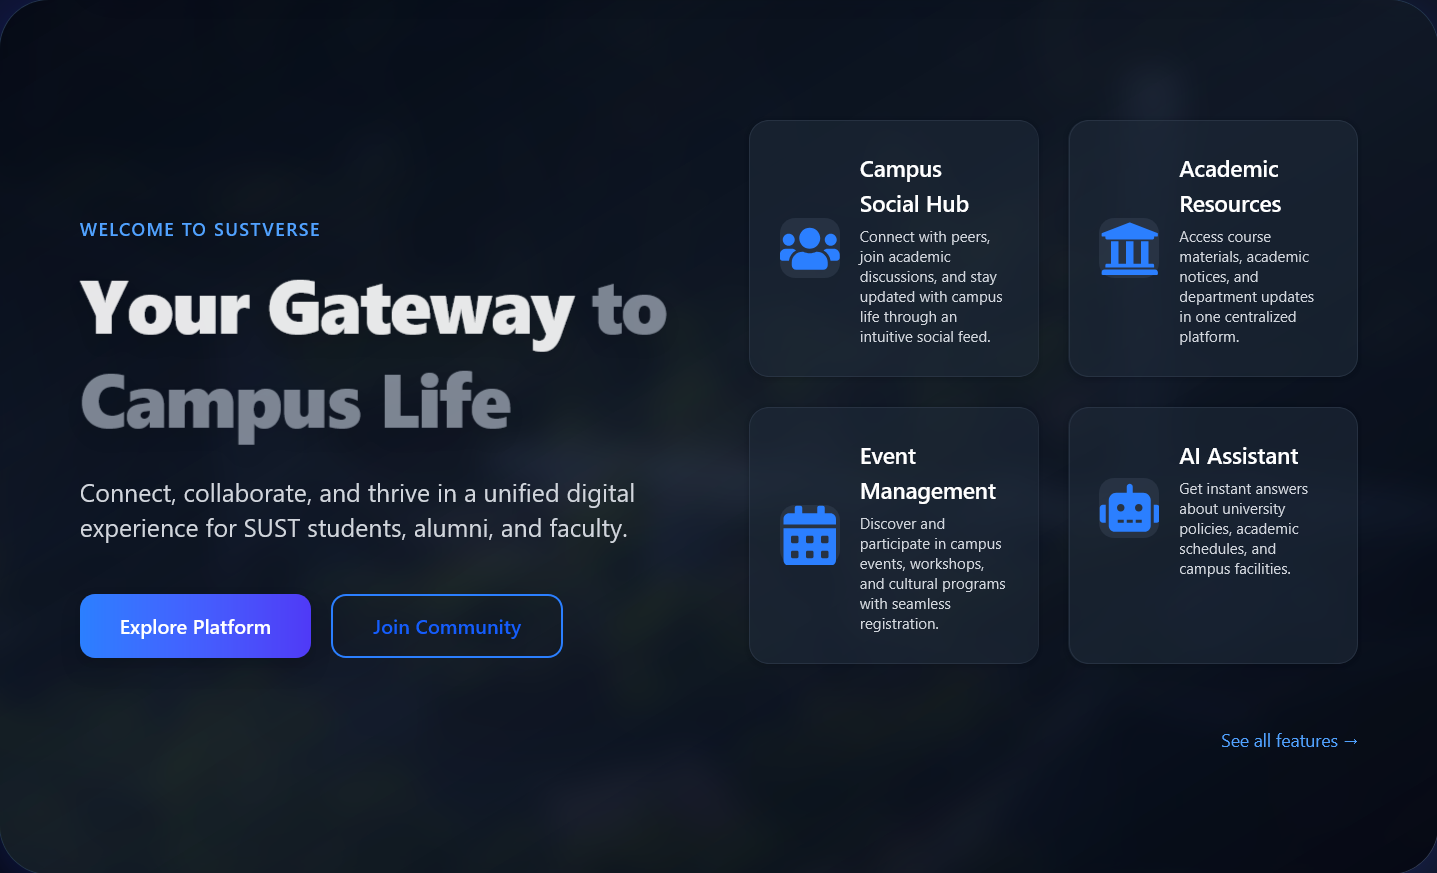 WELCOME TO SUSTVERSE
Your Gateway to
Campus Life
Connect, collaborate, and thrive in a unified digital
experience for SUST students, alumni, and faculty.
Explore Platform
Join Community
Campus
Social Hub
Connect with peers,
join academic
discussions, and stay
updated with campus
life through an
intuitive social feed.
Academic
Resources
Access course
materials, academic
notices, and
department updates
in one centralized
platform.
Event
Management
Discover and
participate in campus
events, workshops,
and cultural programs
with seamless
registration.
AI Assistant
Get instant answers
about university
policies, academic
schedules, and
campus facilities.
See all features →